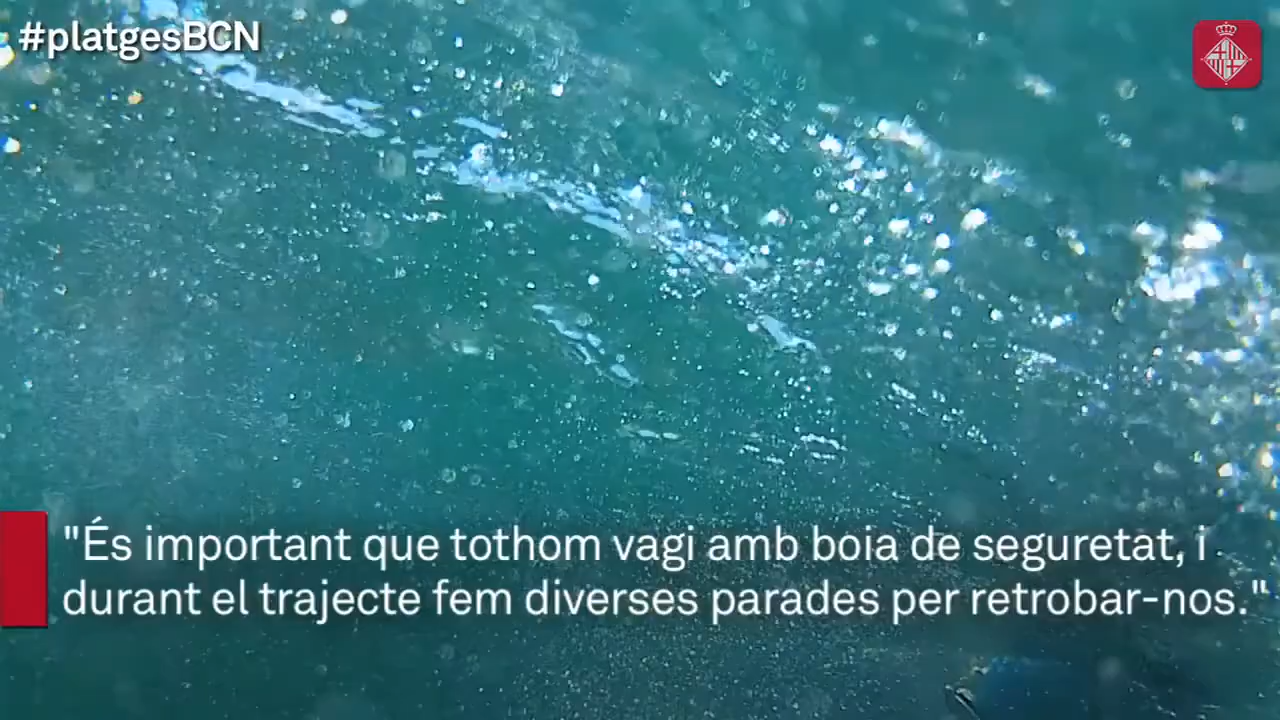 #platgesBCN
"És important que tothom vagi amb boia de seguretat, i
durant el trajecte fem diverses parades per retrobar-nos."